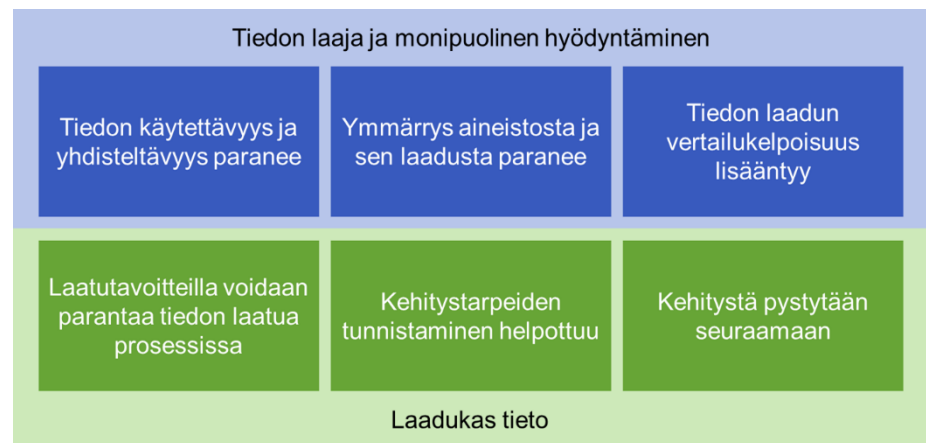 Tiedon laaja ja monipuolinen hyödyntäminen
Tiedon käytettävyys ja
yhdisteltävyys paranee
Ymmärrys aineistosta ja
sen laadusta paranee
Tiedon laadun
vertailukelpoisuus
lisääntyy
Laatutavoitteilla voidaan
parantaa tiedon laatua
prosessissa
Kehitystarpeiden
tunnistaminen helpottuu
Kehitystä pystytään
seuraamaan
Laadukas tieto